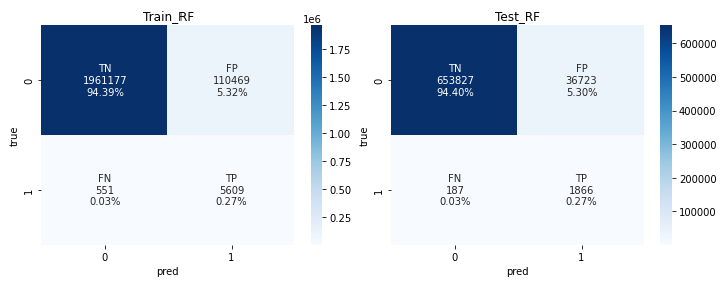 Train_RF
1e6
TN
1961177
94.39%
FP
110469
5.32%
FN
551
0.03%
TP
5609
0.27%
0
1
true
0
1
pred
1.75
1.50
1.25
1.00
0.75
0.50
0.25
Test_RF
TN
653827
94.40%
FP
36723
5.30%
FN
187
0.03%
TP
1866
0.27%
0
1
true
0
1
pred
600000
500000
400000
300000
200000
100000